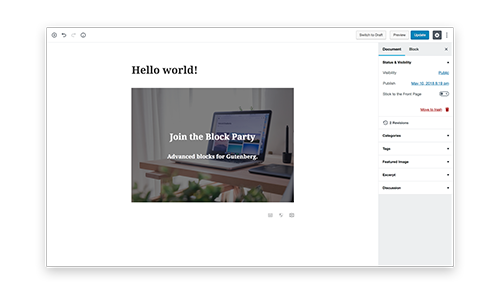 Switch to Draft
Preview
Update
Document
Block
Status & Visibility
Visibility
Public
Publish
May 10, 2018 8:18 am
Stick to the Front Page
Move to trash
2 Revisions
Categories
Tags
Featured Image
Excerpt
Discussion
Hello world!
Join the Block Party
Advanced blocks for Gutenberg.